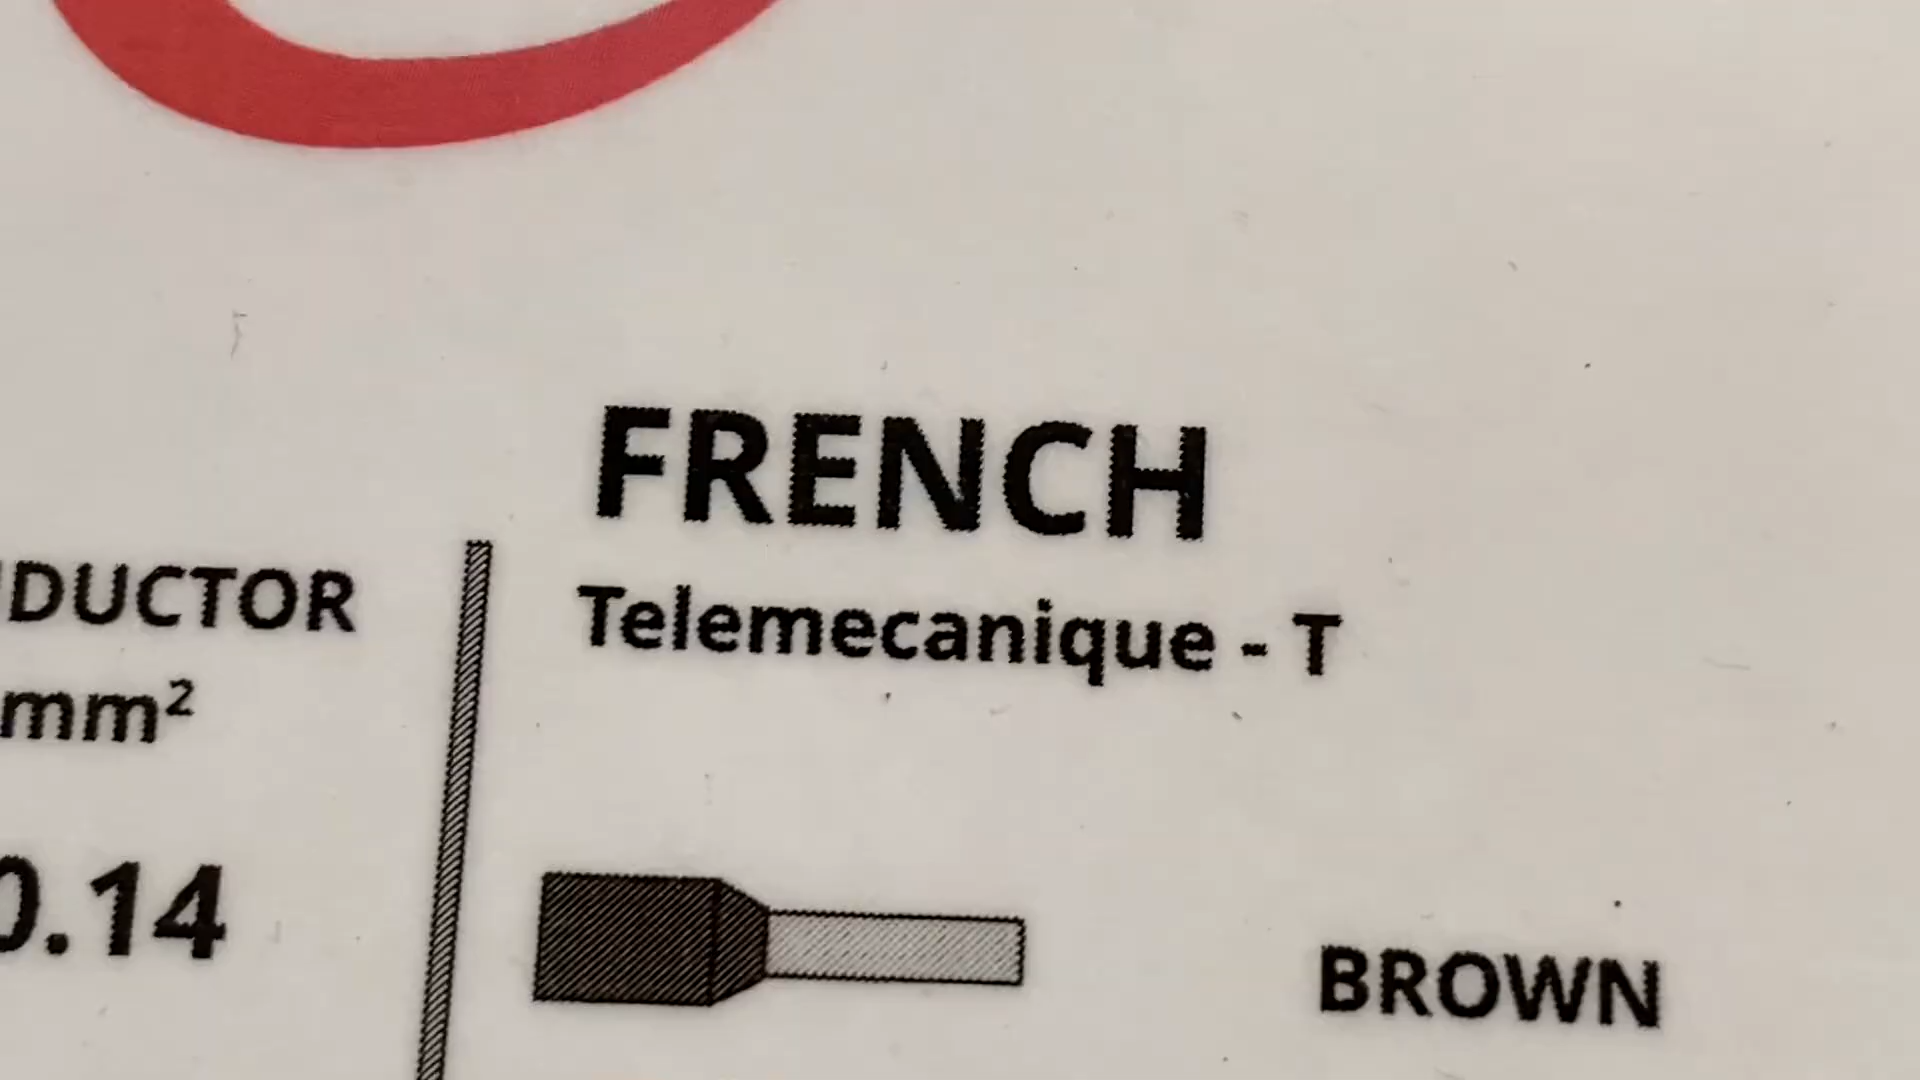 FRENCH
Telemecanique - T
DUCTOR
mm²
0.14
BROWN